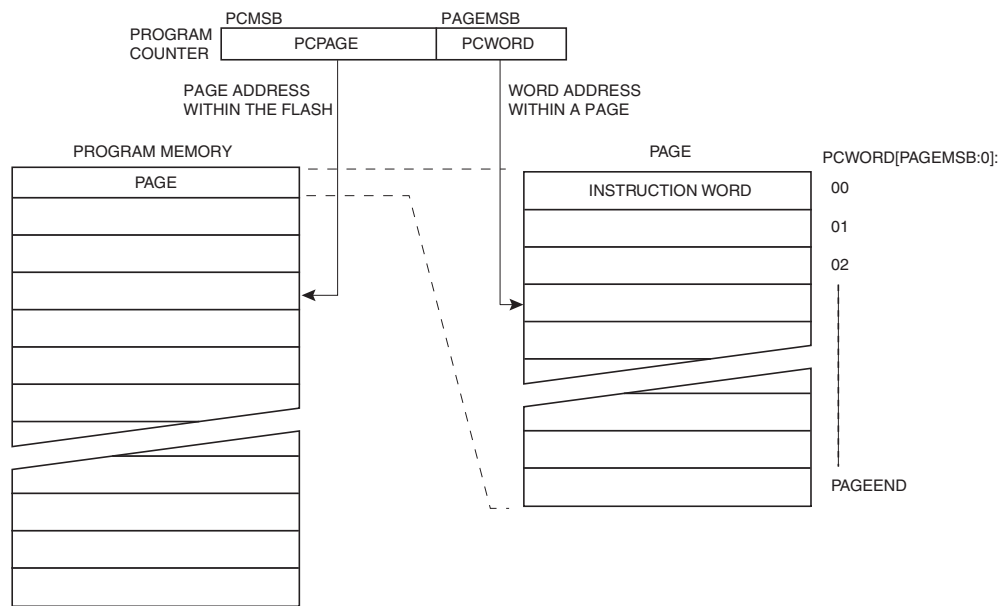 PCMSB
PAGEMSB
PROGRAM
COUNTER
PCPAGE
PCWORD
PAGE ADDRESS
WITHIN THE FLASH
WORD ADDRESS
WITHIN A PAGE
PROGRAM MEMORY
PAGE
PAGE
PCWORD[PAGEMSB:0]:
INSTRUCTION WORD
00
01
02
PAGEEND